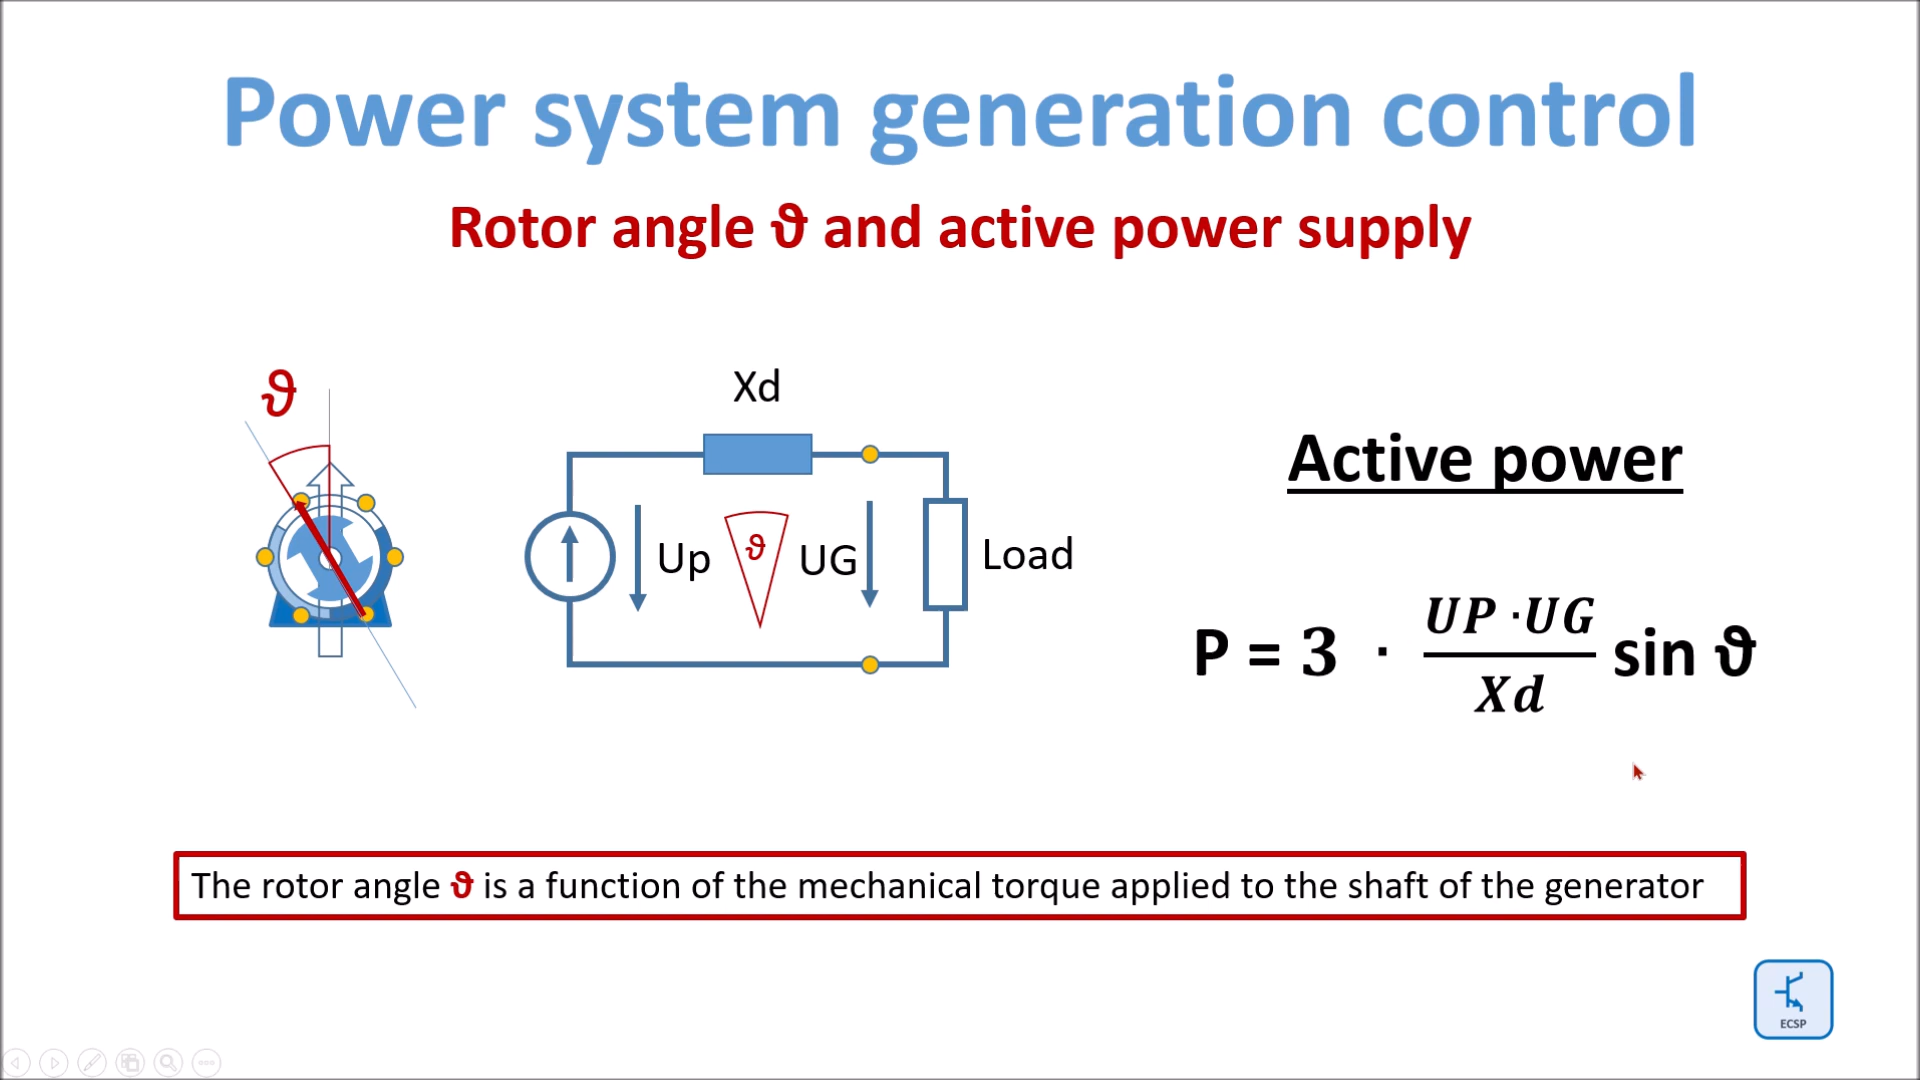 Power system generation control
Rotor angle ϑ and active power supply
ϑ
Xd
Up
ϑ
UG
Load
Active power
P = 3 · UP ·UG / Xd sin ϑ
The rotor angle ϑ is a function of the mechanical torque applied to the shaft of the generator
ECSP